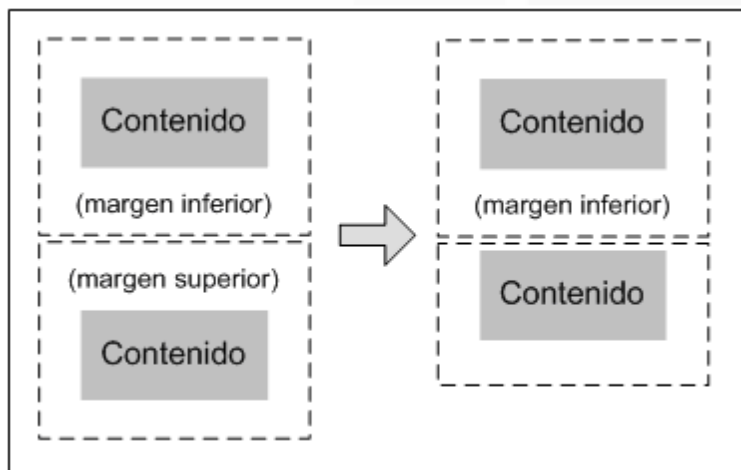 Contenido
(margen inferior)
(margen superior)
Contenido
Contenido
(margen inferior)
Contenido